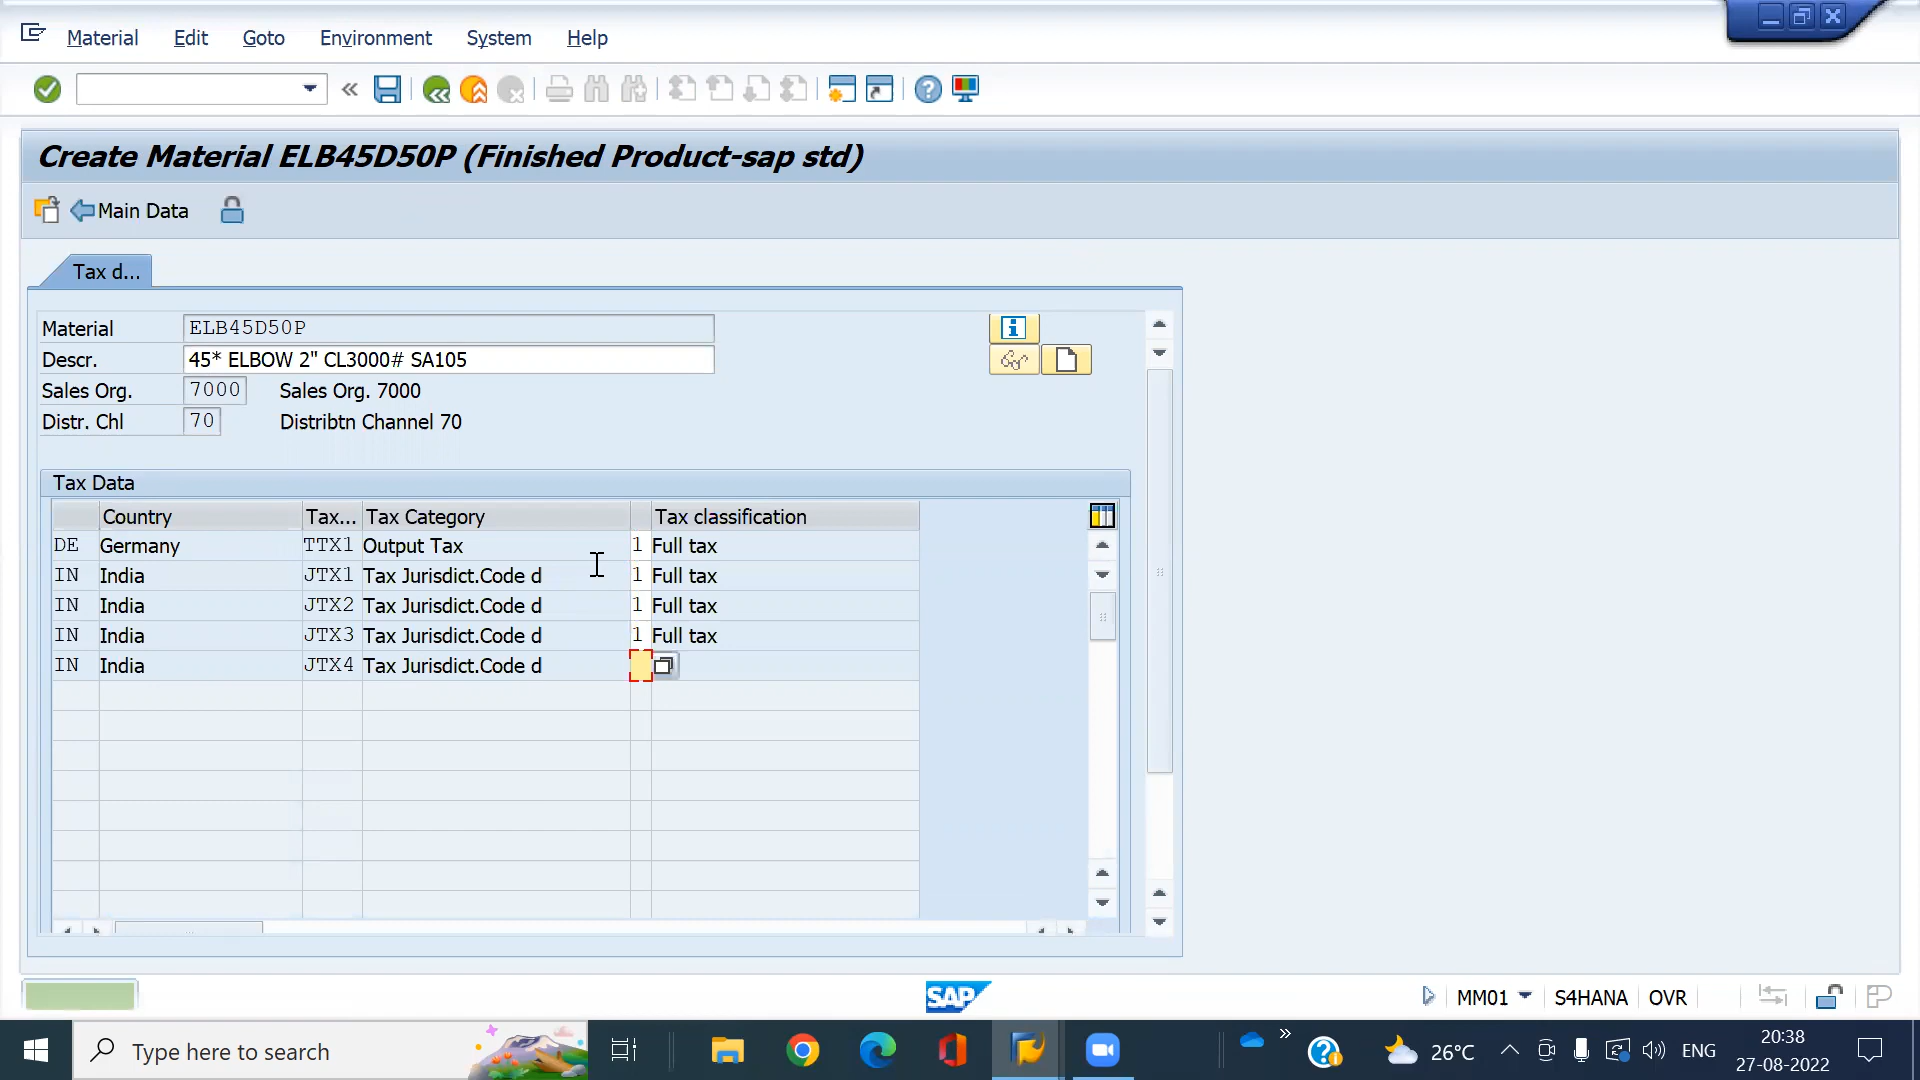 Material Edit Goto Environment System Help
Create Material ELB45D50P (Finished Product-sap std)
Main Data
Tax d...
Material ELB45D50P
Descr. 45* ELBOW 2" CL3000# SA105
Sales Org. 7000 Sales Org. 7000
Distr. Chl 70 Distribtn Channel 70
Tax Data
Country Tax... Tax Category Tax classification
DE Germany TTX1 Output Tax 1 Full tax
IN India JTX1 Tax Jurisdict.Code d 1 Full tax
IN India JTX2 Tax Jurisdict.Code d 1 Full tax
IN India JTX3 Tax Jurisdict.Code d 1 Full tax
IN India JTX4 Tax Jurisdict.Code d
SAP MM01 S4HANA OVR
Type here to search 26°C ENG 20:38
27-08-2022